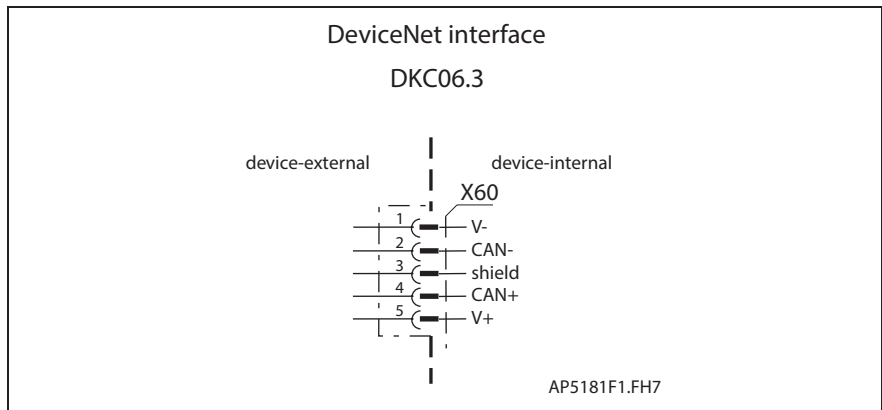 DeviceNet interface
DKC06.3
device-external
device-internal
X60
1 V-
2 CAN-
3 shield
4 CAN+
5 V+
AP5181F1.FH7